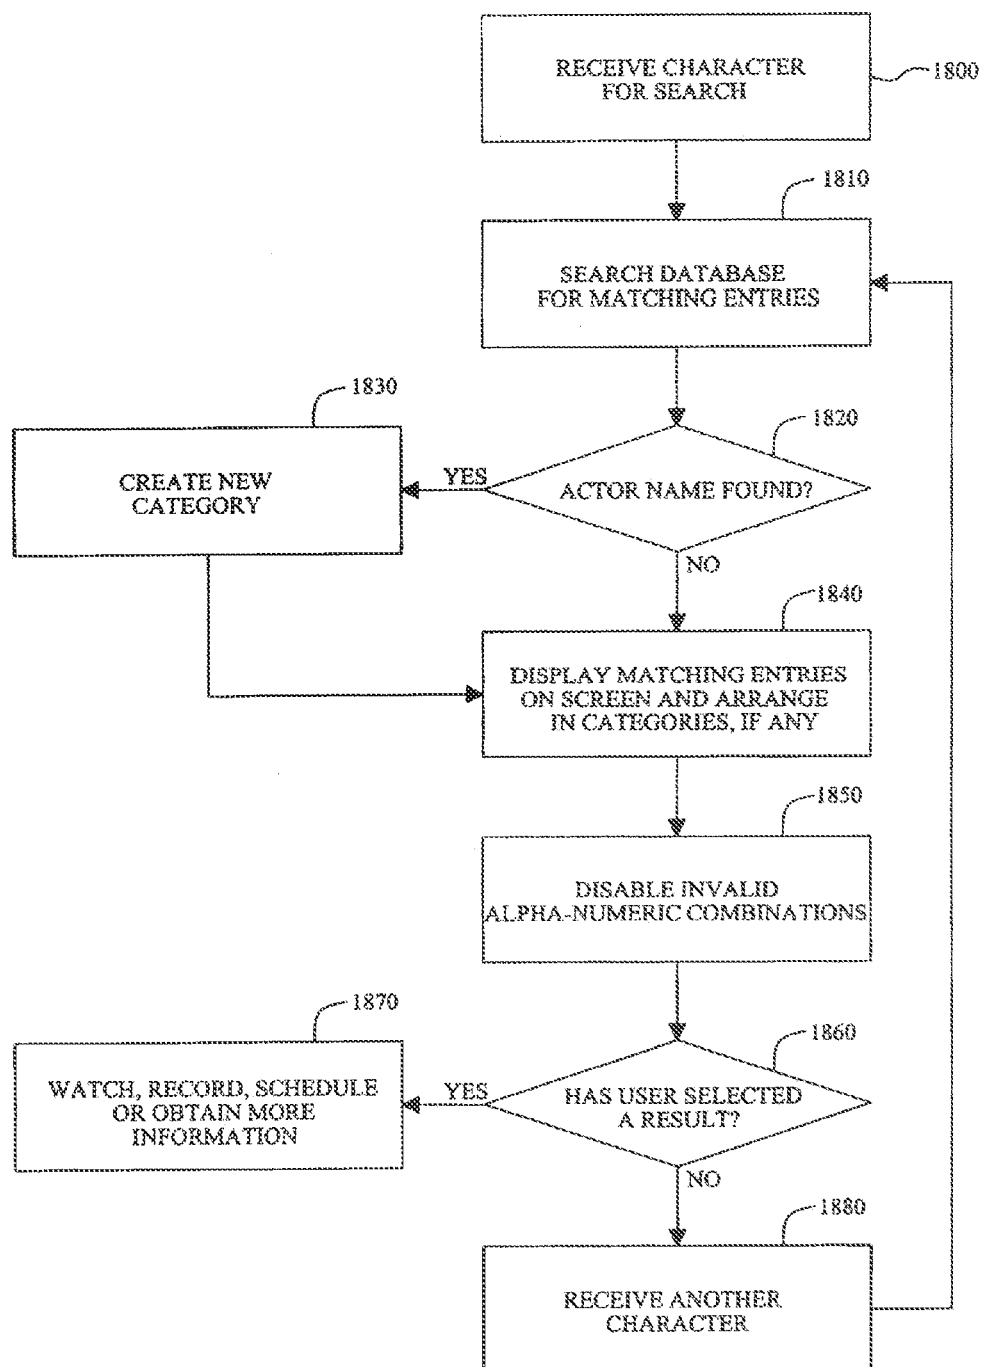 RECEIVE CHARACTER
FOR SEARCH
1800
1810
SEARCH DATABASE
FOR MATCHING ENTRIES
1830
1820
CREATE NEW
CATEGORY
YES
ACTOR NAME FOUND?
NO
1840
DISPLAY MATCHING ENTRIES
ON SCREEN AND ARRANGE
IN CATEGORIES, IF ANY
1850
DISABLE INVALID
ALPHA-NUMERIC COMBINATIONS
1870
1860
WATCH, RECORD, SCHEDULE
OR OBTAIN MORE
INFORMATION
YES
HAS USER SELECTED
A RESULT?
NO
1880
RECEIVE ANOTHER
CHARACTER